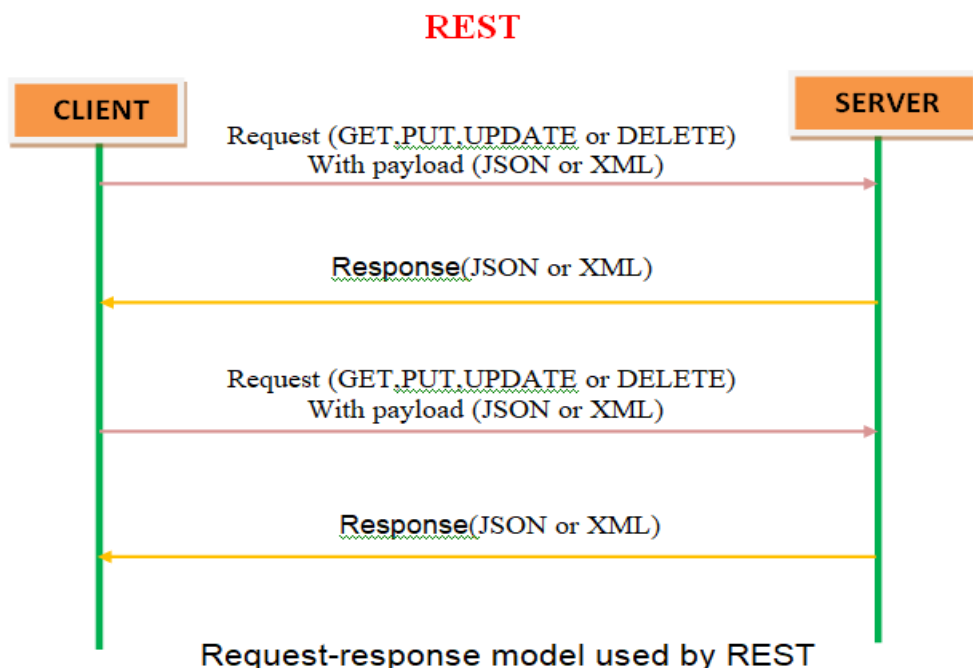 REST
CLIENT
SERVER
Request (GET,PUT,UPDATE or DELETE)
With payload (JSON or XML)
Response(JSON or XML)
Request (GET,PUT,UPDATE or DELETE)
With payload (JSON or XML)
Response(JSON or XML)
Request-response model used by REST